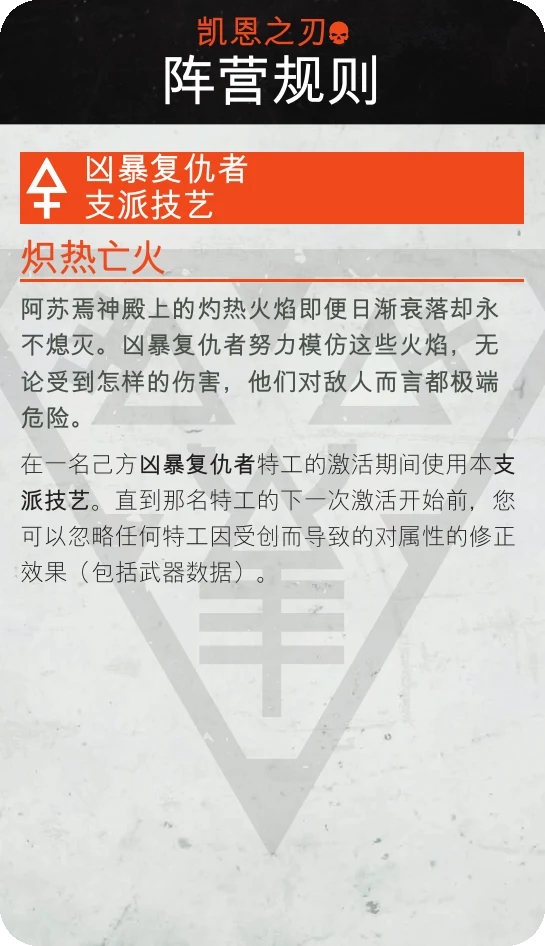 凯恩之刃
阵营规则
凶暴复仇者
支派技艺
炽热亡火
阿苏焉神殿上的灼热火焰即便日渐衰落却永
不熄灭。凶暴复仇者努力模仿这些火焰，无
论受到怎样的伤害，他们对敌人而言都极端
危险。
在一名己方凶暴复仇者特工的激活期间使用本支
派技艺。直到那名特工的下一次激活开始前，您
可以忽略任何特工因受创而导致的对属性的修正
效果（包括武器数据）。